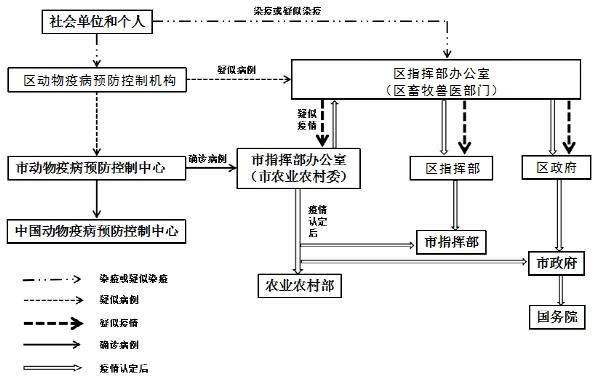 社会单位和个人
染疫或疑似染疫
区动物疫病预防控制机构
疑似病例
区指挥部办公室
（区畜牧兽医部门）
疑似
疫情
市动物疫病预防控制中心
确诊病例
市指挥部办公室
（市农业农村委）
区指挥部
区政府
中国动物疫病预防控制中心
疫情
认定
后
市指挥部
市政府
农业农村部
国务院
染疫或疑似染疫
疑似病例
疑似疫情
确诊病例
疫情认定后